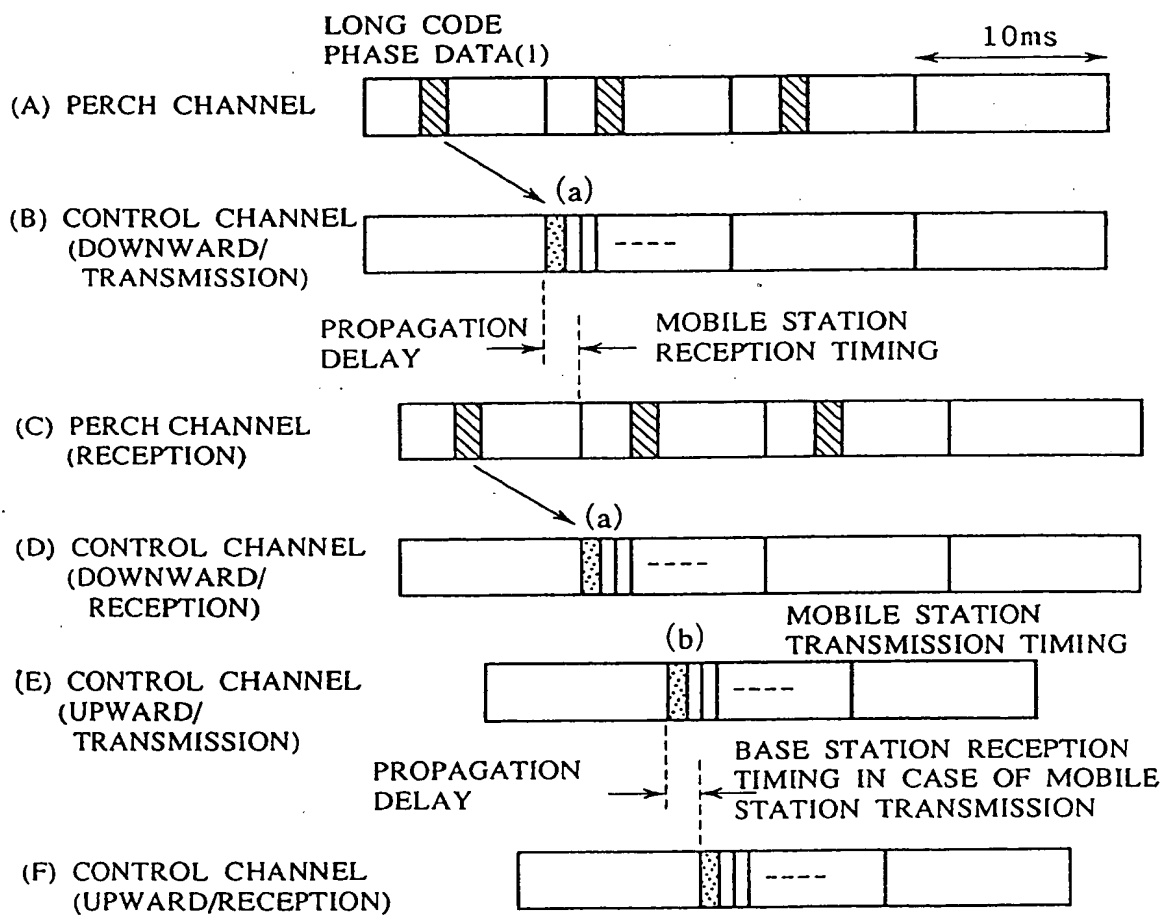 LONG CODE
PHASE DATA(1)
10ms
(A) PERCH CHANNEL
(a)
(B) CONTROL CHANNEL
(DOWNWARD/
TRANSMISSION)
PROPAGATION
DELAY
MOBILE STATION
RECEPTION TIMING
(C) PERCH CHANNEL
(RECEPTION)
(a)
(D) CONTROL CHANNEL
(DOWNWARD/
RECEPTION)
MOBILE STATION
TRANSMISSION TIMING
(b)
(E) CONTROL CHANNEL
(UPWARD/
TRANSMISSION)
PROPAGATION
DELAY
BASE STATION RECEPTION
TIMING IN CASE OF MOBILE
STATION TRANSMISSION
(F) CONTROL CHANNEL
(UPWARD/RECEPTION)